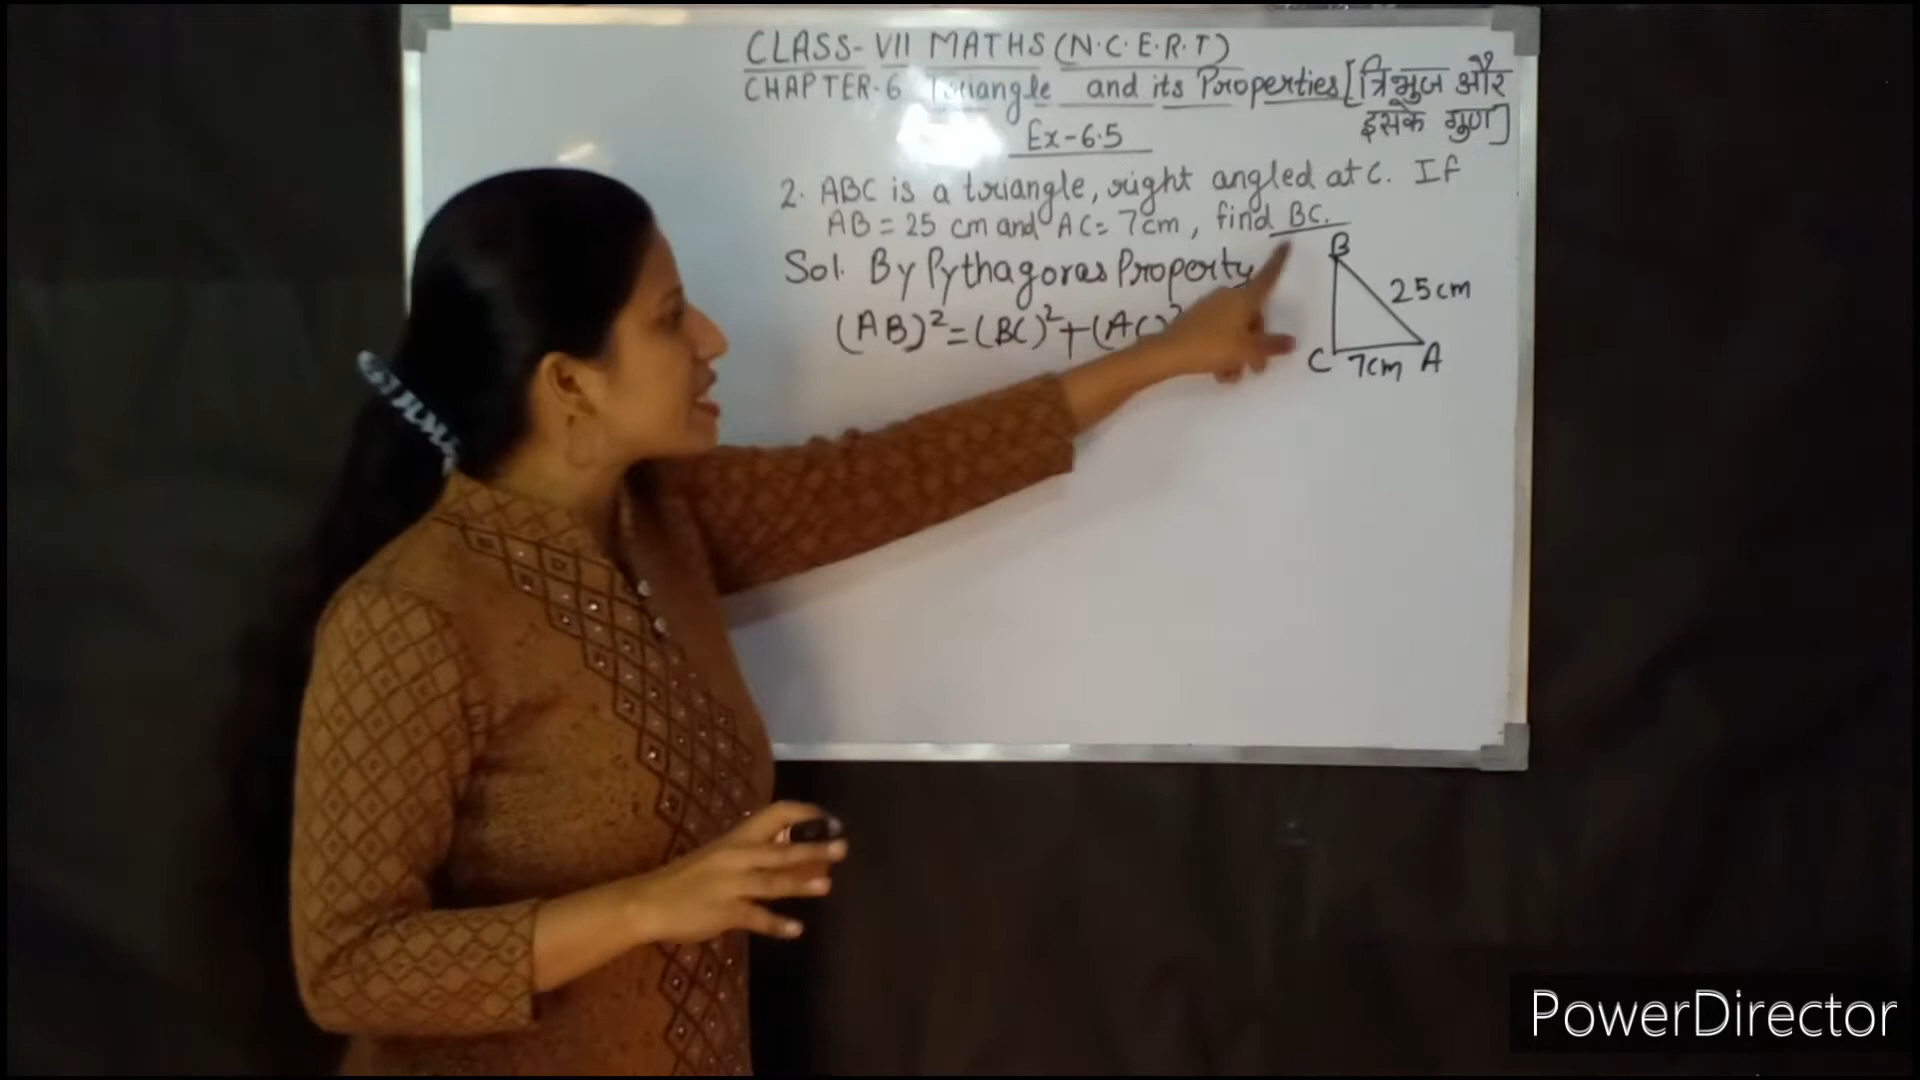 CLASS- VII MATHS (N.C.E.R.T)
CHAPTER-6 Triangle and its Properties [त्रिभुज और
इसके गुण]
Ex-6.5
2. ABC is a triangle, right angled at C. If
AB = 25 cm and AC = 7cm, find BC.
Sol. By Pythagoras Property
(AB)²=(BC)²+(AC)²
B
25cm
C 7cm A
PowerDirector